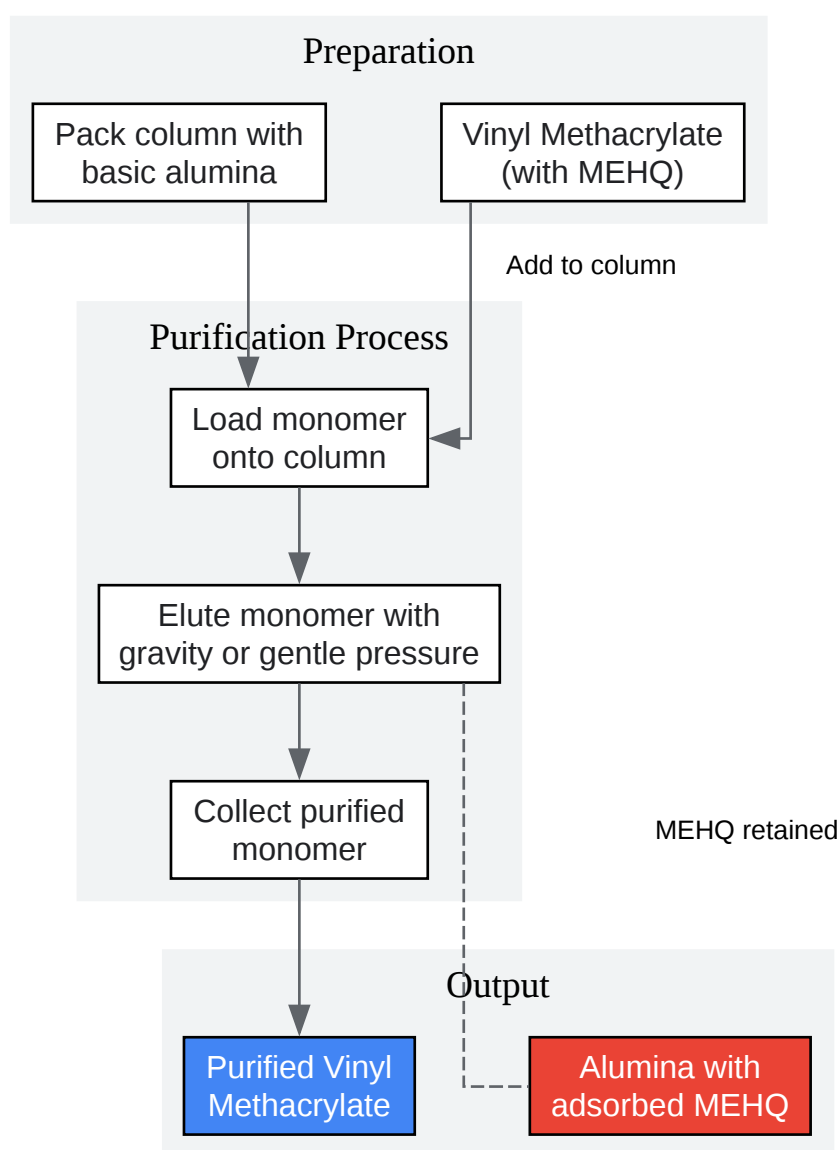 Preparation
Pack column with
basic alumina
Vinyl Methacrylate
(with MEHQ)
Add to column
Purification Process
Load monomer
onto column
Elute monomer with
gravity or gentle pressure
Collect purified
monomer
MEHQ retained
Output
Purified Vinyl
Methacrylate
Alumina with
adsorbed MEHQ